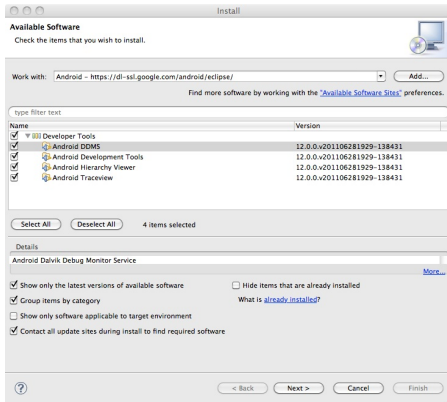 Install
Available Software
Check the items that you wish to install.
Work with: Android - https://dl-ssl.google.com/android/eclipse/ Add...
Find more software by working with the "Available Software Sites" preferences.
type filter text
Name Version
Developer Tools
Android DDMS 12.0.0.v201106281929-138431
Android Development Tools 12.0.0.v201106281929-138431
Android Hierarchy Viewer 12.0.0.v201106281929-138431
Android Traceview 12.0.0.v201106281929-138431
Select All Deselect All 4 items selected
Details
Android Dalvik Debug Monitor Service
More...
Show only the latest versions of available software Hide items that are already installed
Group items by category What is already installed?
Show only software applicable to target environment
Contact all update sites during install to find required software
? < Back Next > Cancel Finish